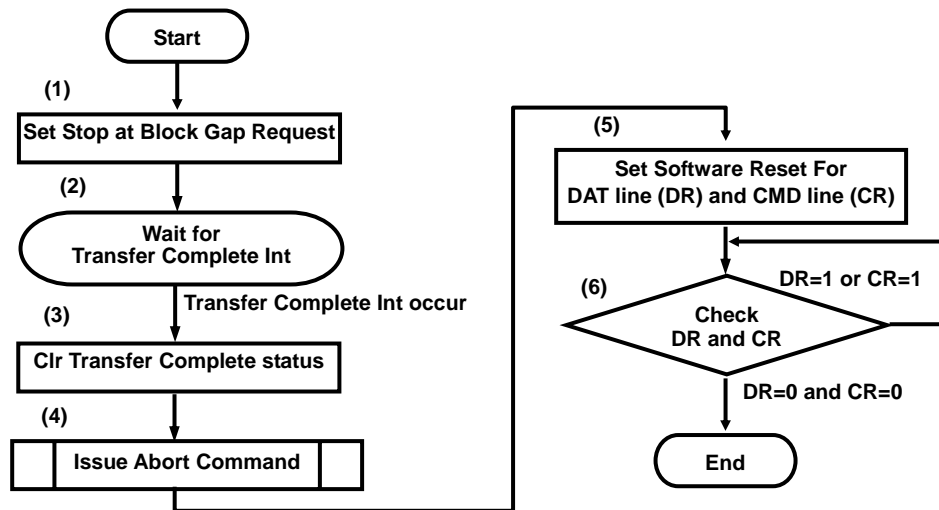 Start
(1)
Set Stop at Block Gap Request
(2)
Wait for
Transfer Complete Int
Transfer Complete Int occur
(3)
Clr Transfer Complete status
(4)
Issue Abort Command
(5)
Set Software Reset For
DAT line (DR) and CMD line (CR)
DR=1 or CR=1
(6)
Check
DR and CR
DR=0 and CR=0
End